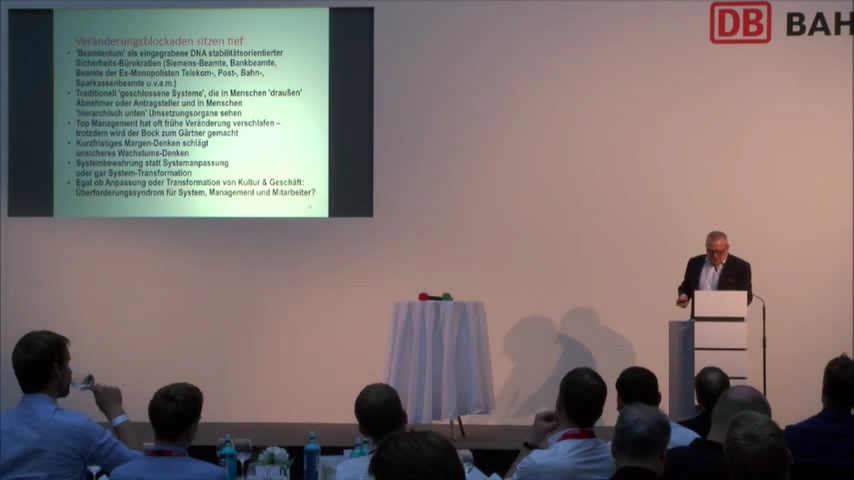 Veränderungsblockaden sitzen tief
• 'Beamtentum' als eingegrabene DNA stabilitätsorientierter
Sicherheits-Bürokratien (Siemens-Beamte, Bankbeamte,
Beamte der Ex-Monopolisten Telekom-, Post-, Bahn-,
Sparkassenbeamte u.v.a.m.)
• Traditionell 'geschlossene Systeme', die in Menschen 'draußen'
Abnehmer oder Antragsteller und in Menschen
'hierarchisch unten' Umsetzungsorgane sehen
• Top Management hat oft frühe Veränderung verschlafen –
trotzdem wird der Bock zum Gärtner gemacht
• Kurzfristiges Margen-Denken schlägt
unsicheres Wachstums-Denken
• Systembewahrung statt Systemanpassung
oder gar System-Transformation
• Egal ob Anpassung oder Transformation von Kultur & Geschäft:
Überforderungssyndrom für System, Management und Mitarbeiter?
DB BAH